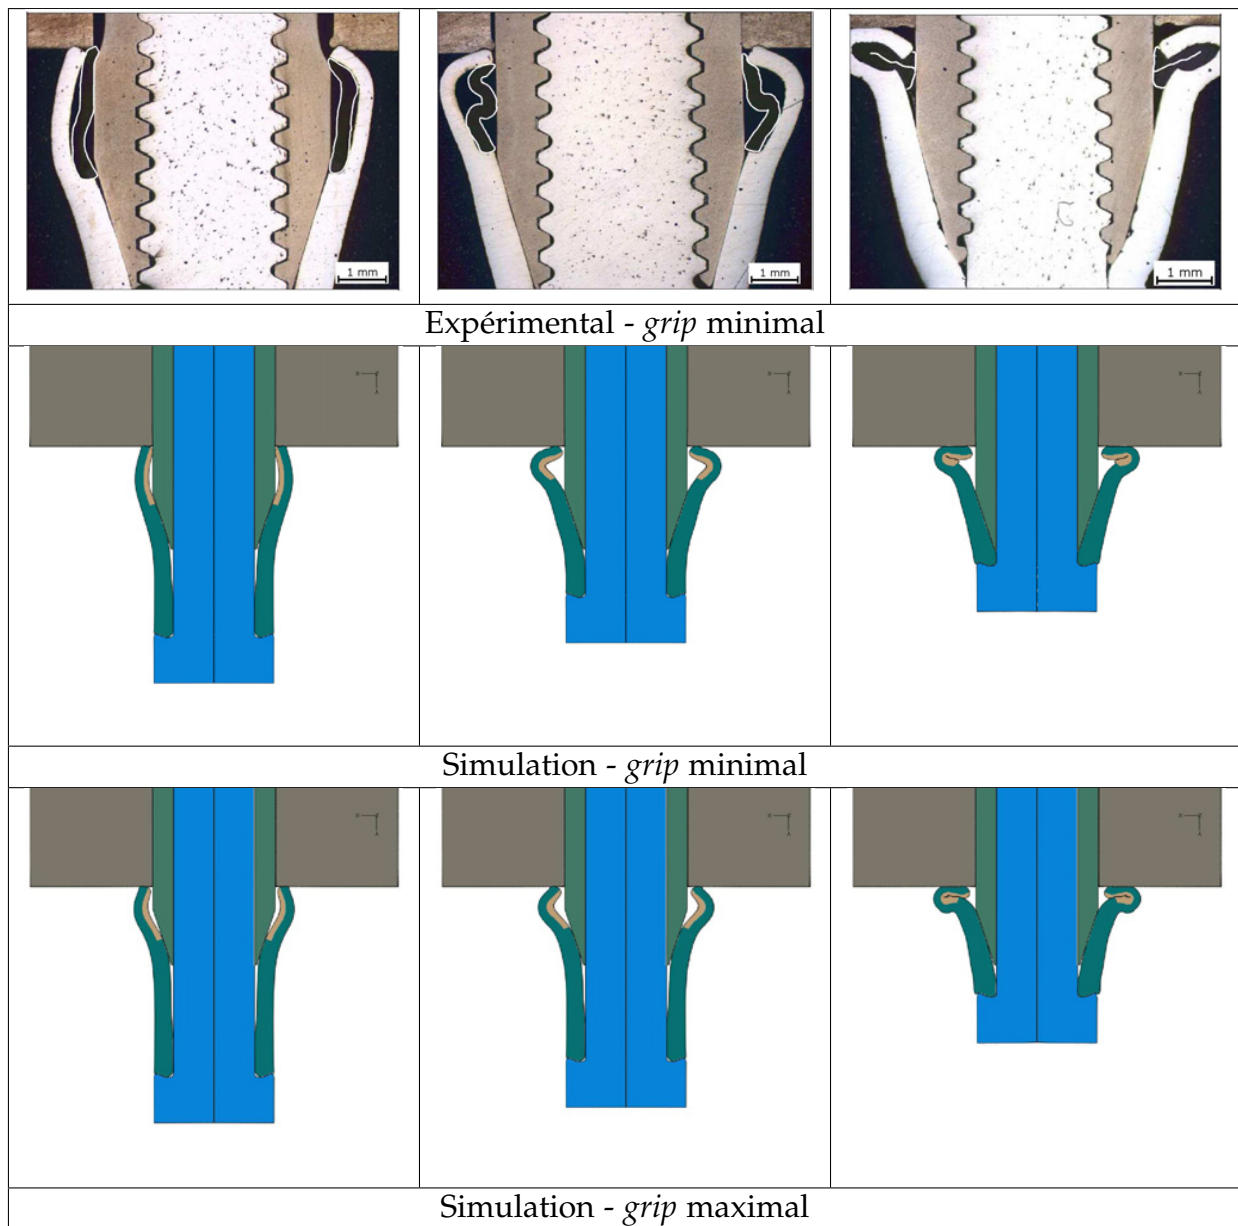 1 mm
1 mm
1 mm
Expérimental - grip minimal
Simulation - grip minimal
Simulation - grip maximal